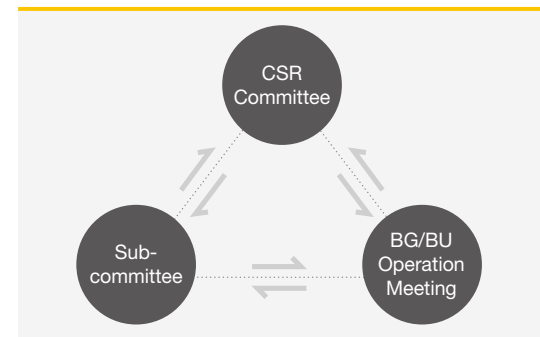 CSR
Committee
Sub-
committee
BG/BU
Operation
Meeting